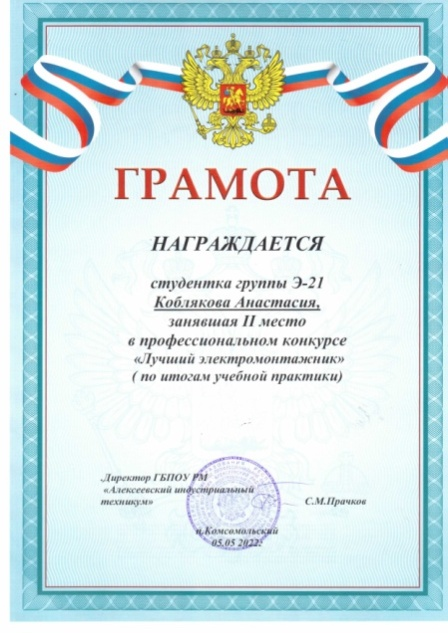 ГРАМОТА
НАГРАЖДАЕТСЯ
студентка группы Э-21
Коблякова Анастасия,
занявшая II место
в профессиональном конкурсе
«Лучший электромонтажник»
( по итогам учебной практики)
.Директор ГБПОУ РМ
«Алексеевский индустриальный
техникум»
С.М.Прачков
п.Комсомольский
05.05 2022г